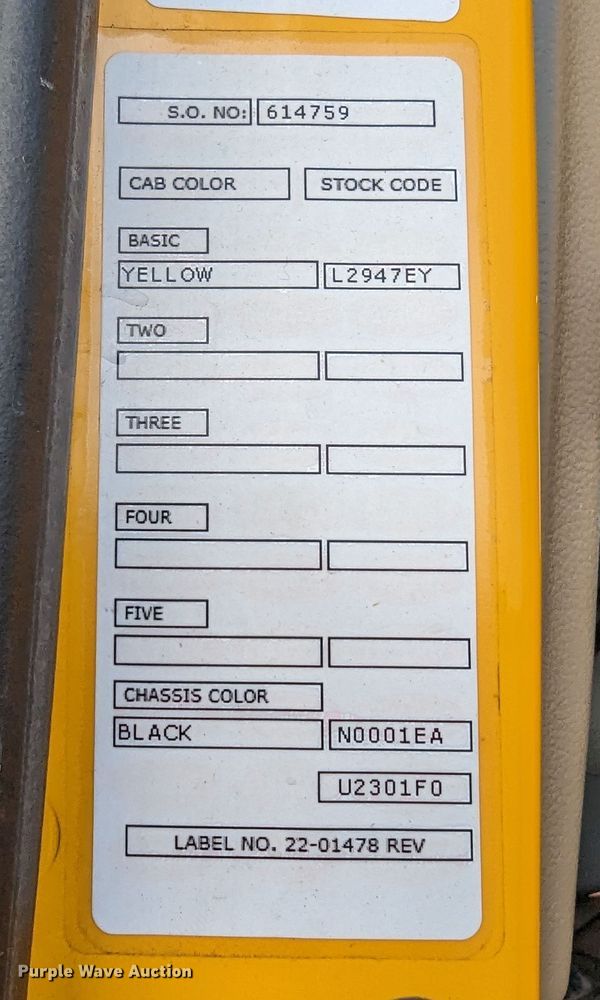 S.O. NO: 614759
CAB COLOR STOCK CODE
BASIC
YELLOW L2947EY
TWO
THREE
FOUR
FIVE
CHASSIS COLOR
BLACK N0001EA
U2301F0
LABEL NO. 22-01478 REV
Purple Wave Auction